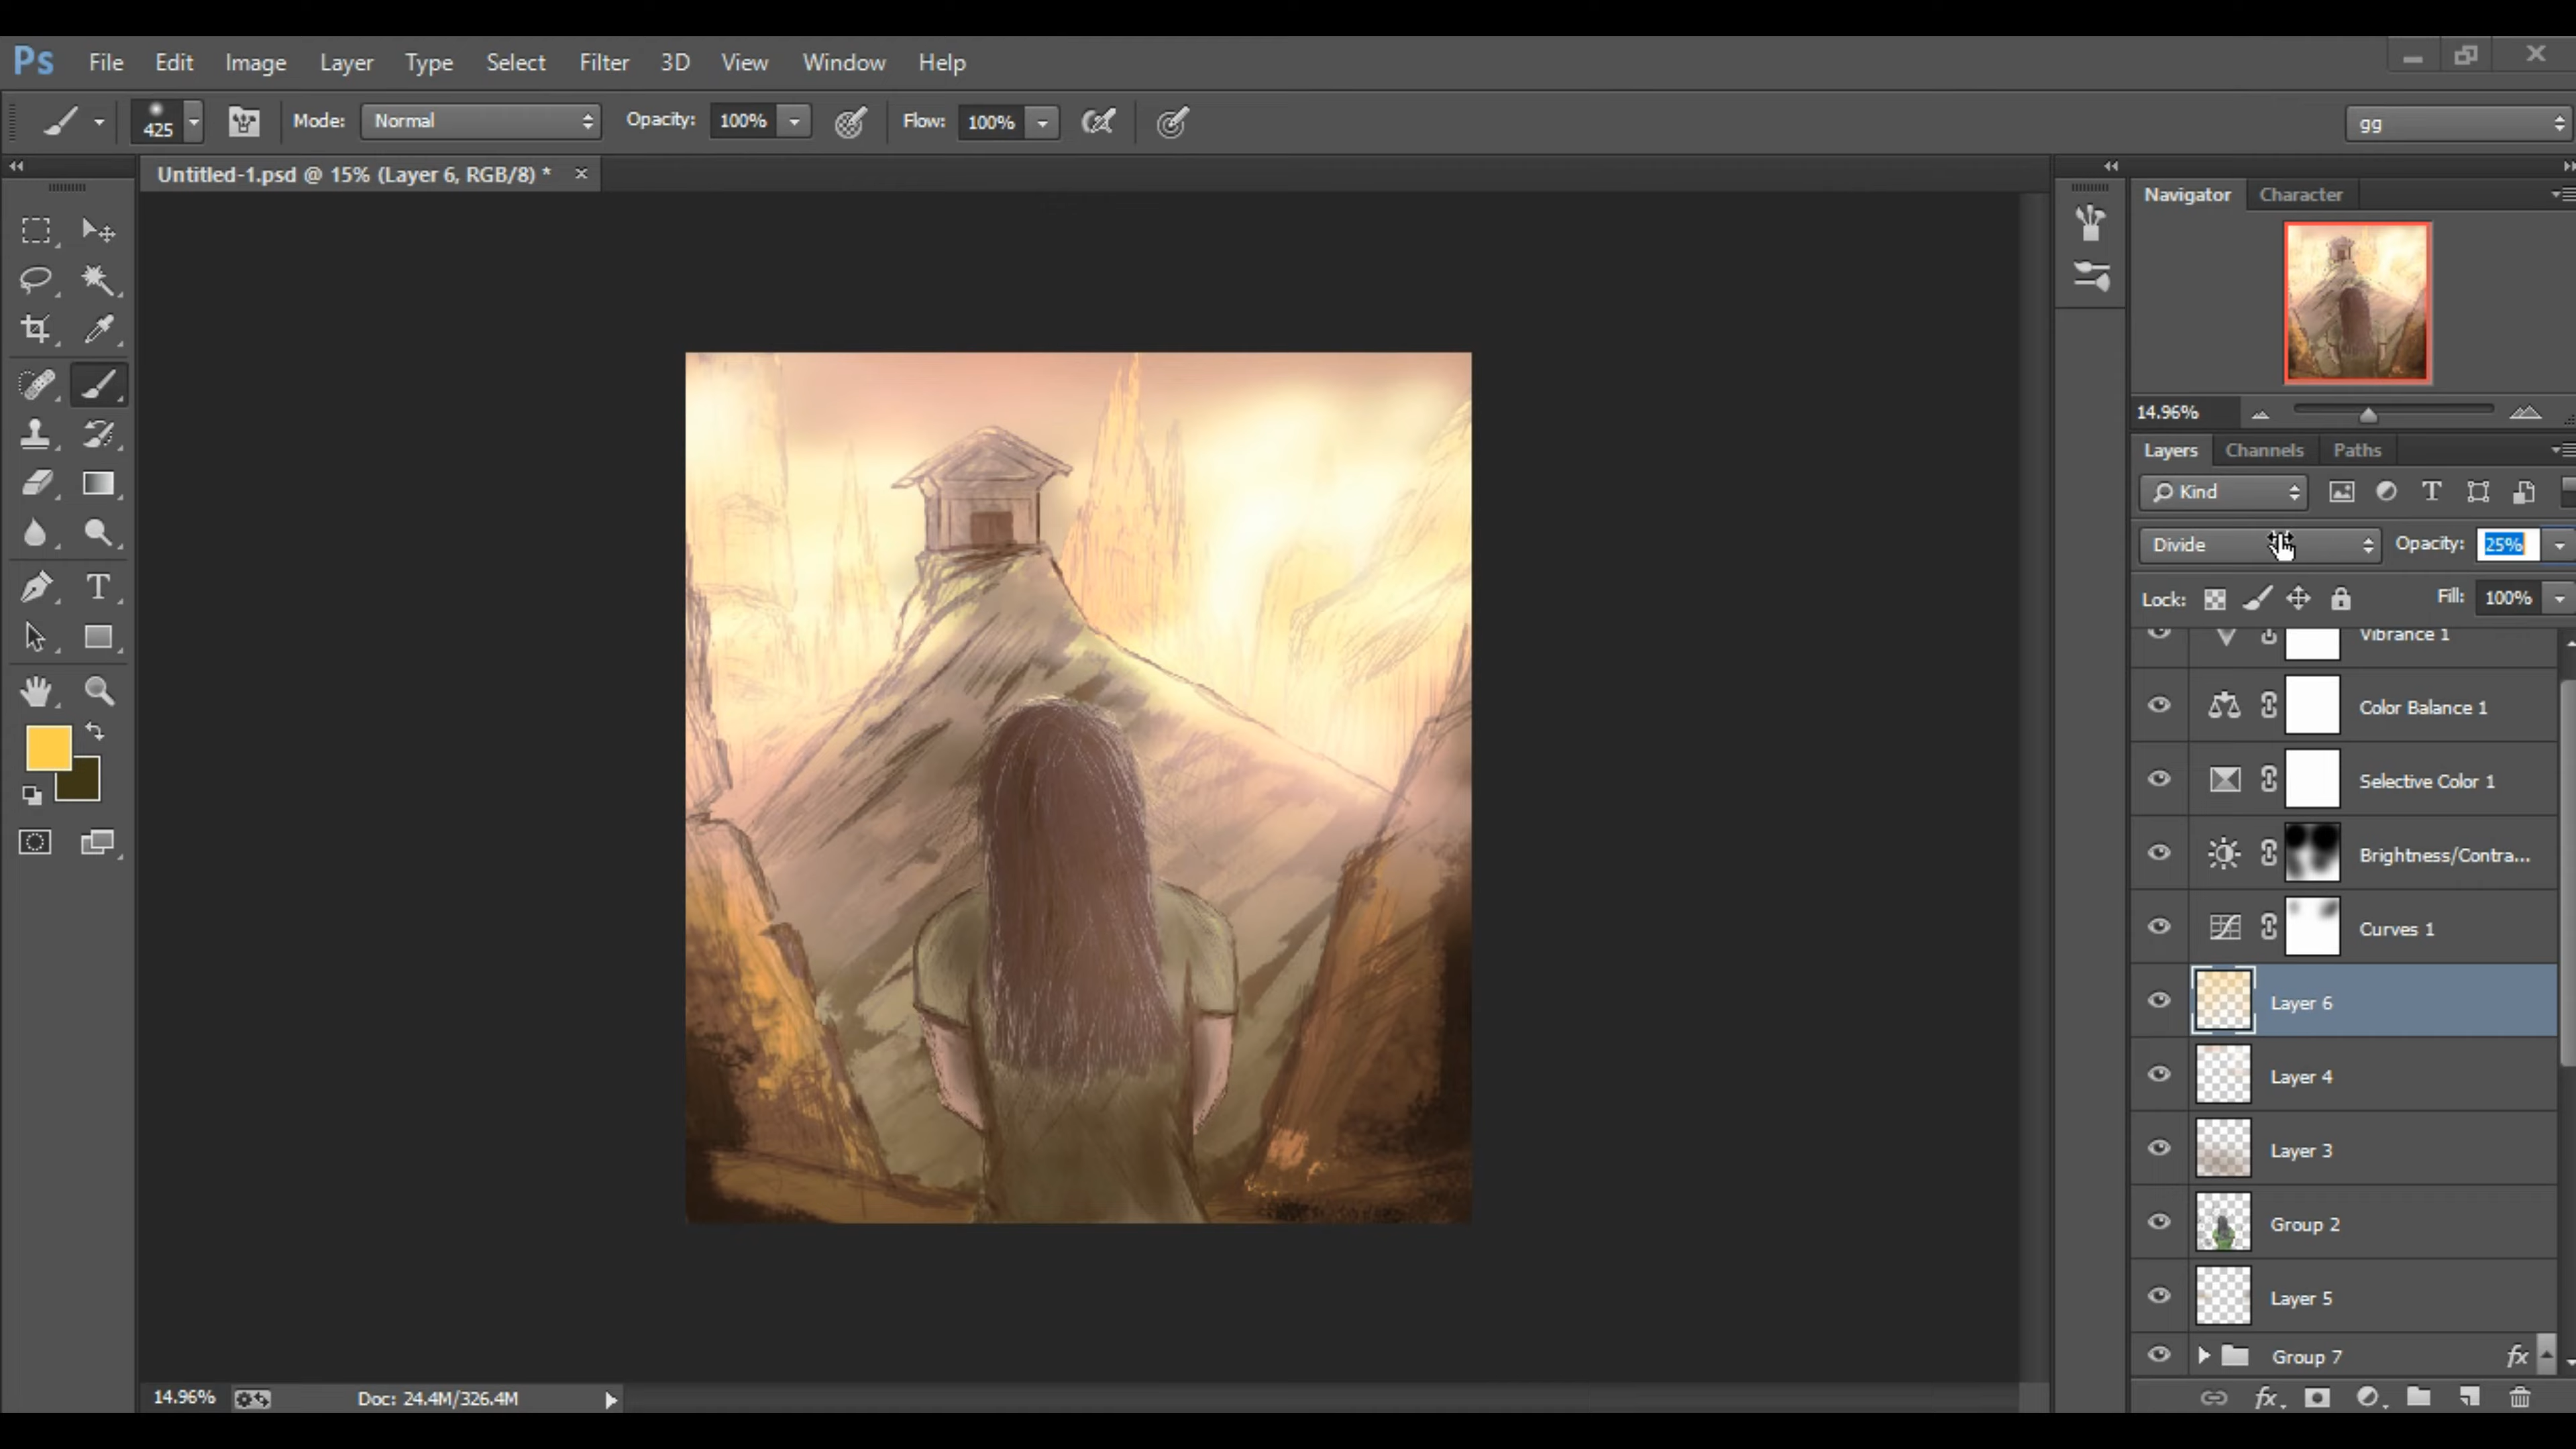 Ps File Edit Image Layer Type Select Filter 3D View Window Help
425 Mode: Normal Opacity: 100% Flow: 100% gg
Untitled-1.psd @ 15% (Layer 6, RGB/8) * ×
Navigator Character
14.96%
Layers Channels Paths
Kind
Divide Opacity: 25%
Lock: Fill: 100%
Vibrance 1
Color Balance 1
Selective Color 1
Brightness/Contra...
Curves 1
Layer 6
Layer 4
Layer 3
Group 2
Layer 5
Group 7 fx
14.96% Doc: 24.4M/326.4M
fx